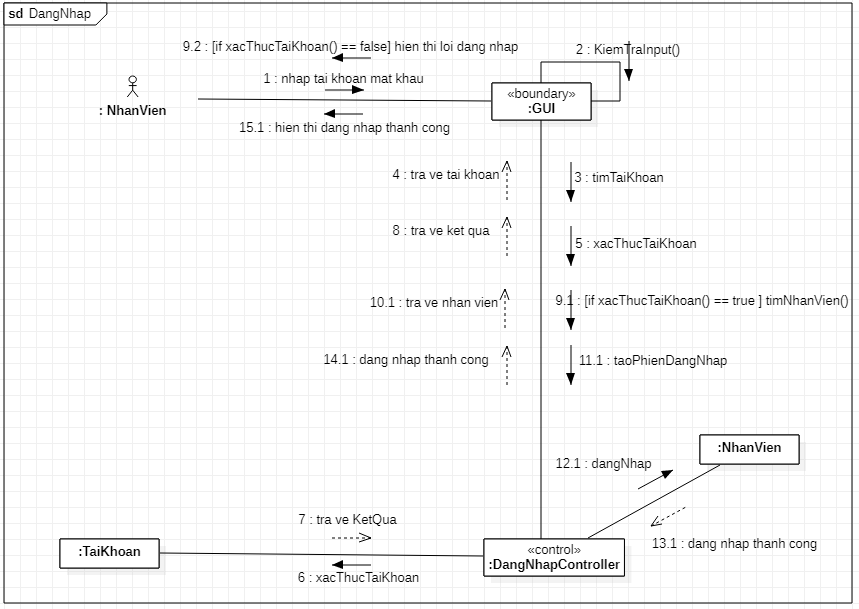 sd DangNhap
9.2 : [if xacThucTaiKhoan() == false] hien thi loi dang nhap
2 : KiemTraInput()
1 : nhap tai khoan mat khau
: NhanVien
«boundary»
:GUI
15.1 : hien thi dang nhap thanh cong
4 : tra ve tai khoan
3 : timTaiKhoan
8 : tra ve ket qua
5 : xacThucTaiKhoan
10.1 : tra ve nhan vien
9.1 : [if xacThucTaiKhoan() == true ] timNhanVien()
14.1 : dang nhap thanh cong
11.1 : taoPhienDangNhap
:NhanVien
12.1 : dangNhap
7 : tra ve KetQua
13.1 : dang nhap thanh cong
:TaiKhoan
«control»
:DangNhapController
6 : xacThucTaiKhoan